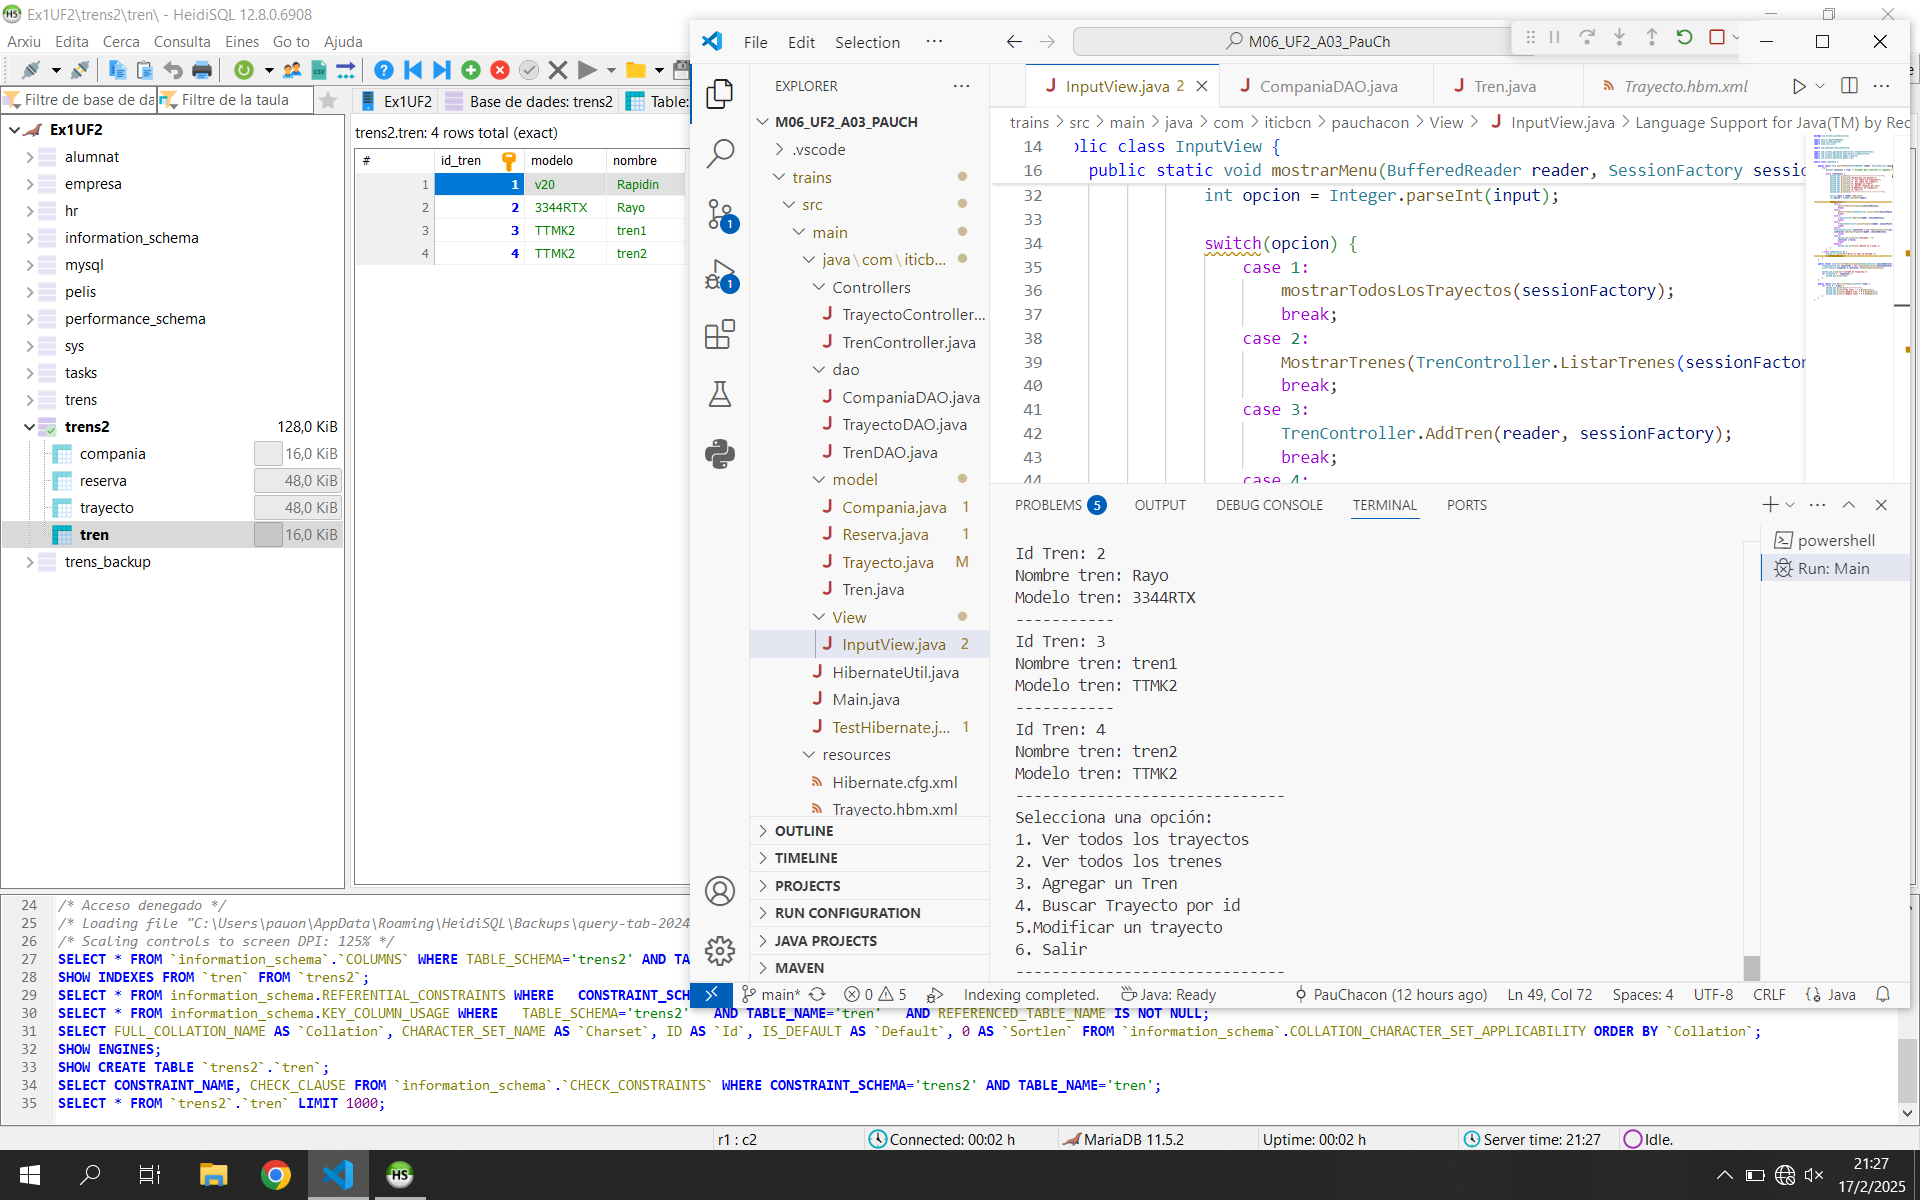 Ex1UF2\trens2\tren\ - HeidiSQL 12.8.0.6908
Arxiu Edita Cerca Consulta Eines Go to Ajuda
Filtre de base de da
Filtre de la taula
Ex1UF2
Base de dades: trens2
Table:
Ex1UF2
alumnat
empresa
hr
information_schema
mysql
pelis
performance_schema
sys
tasks
trens
trens2 128,0 KiB
compania 16,0 KiB
reserva 48,0 KiB
trayecto 48,0 KiB
tren 16,0 KiB
trens_backup
trens2.tren: 4 rows total (exact)
# id_tren modelo nombre
1 1 v20 Rapidin
2 2 3344RTX Rayo
3 3 TTMK2 tren1
4 4 TTMK2 tren2
File Edit Selection ···
M06_UF2_A03_PauCh
EXPLORER
M06_UF2_A03_PAUCH
.vscode
trains
src
main
java\com\iticb...
Controllers
TrayectoController...
TrenController.java
dao
CompaniaDAO.java
TrayectoDAO.java
TrenDAO.java
model
Compania.java 1
Reserva.java 1
Trayecto.java M
Tren.java
View
InputView.java 2
HibernateUtil.java
Main.java
TestHibernate.j... 1
resources
Hibernate.cfg.xml
Trayecto.hbm.xml
OUTLINE
TIMELINE
PROJECTS
RUN CONFIGURATION
JAVA PROJECTS
MAVEN
1
1
InputView.java 2
CompaniaDAO.java
Tren.java
Trayecto.hbm.xml
trains > src > main > java > com > iticbcn > pauchacon > View > InputView.java > Language Support for Java(TM) by Rec
14 blic class InputView {
16 public static void mostrarMenu(BufferedReader reader, SessionFactory sessio
32 int opcion = Integer.parseInt(input);
33
34 switch(opcion) {
35 case 1:
36 mostrarTodosLosTrayectos(sessionFactory);
37 break;
38 case 2:
39 MostrarTrenes(TrenController.ListarTrenes(sessionFactor
40 break;
41 case 3:
42 TrenController.AddTren(reader, sessionFactory);
43 break;
44 case 4:
PROBLEMS 5 OUTPUT DEBUG CONSOLE TERMINAL PORTS
powershell
Run: Main
Id Tren: 2
Nombre tren: Rayo
Modelo tren: 3344RTX
-----------
Id Tren: 3
Nombre tren: tren1
Modelo tren: TTMK2
-----------
Id Tren: 4
Nombre tren: tren2
Modelo tren: TTMK2
------------------------------
Selecciona una opción:
1. Ver todos los trayectos
2. Ver todos los trenes
3. Agregar un Tren
4. Buscar Trayecto por id
5.Modificar un trayecto
6. Salir
------------------------------
main* 0 5 Indexing completed. Java: Ready PauChacon (12 hours ago) Ln 49, Col 72 Spaces: 4 UTF-8 CRLF Java
24 /* Acceso denegado */
25 /* Loading file "C:\Users\pauon\AppData\Roaming\HeidiSQL\Backups\query-tab-2024
26 /* Scaling controls to screen DPI: 125% */
27 SELECT * FROM `information_schema`.`COLUMNS` WHERE TABLE_SCHEMA='trens2' AND TA
28 SHOW INDEXES FROM `tren` FROM `trens2`;
29 SELECT * FROM information_schema.REFERENTIAL_CONSTRAINTS WHERE CONSTRAINT_SCH
30 SELECT * FROM information_schema.KEY_COLUMN_USAGE WHERE TABLE_SCHEMA='trens2' AND TABLE_NAME='tren' AND REFERENCED_TABLE_NAME IS NOT NULL;
31 SELECT FULL_COLLATION_NAME AS `Collation`, CHARACTER_SET_NAME AS `Charset`, ID AS `Id`, IS_DEFAULT AS `Default`, 0 AS `Sortlen` FROM `information_schema`.`COLLATION_CHARACTER_SET_APPLICABILITY` ORDER BY `Collation`;
32 SHOW ENGINES;
33 SHOW CREATE TABLE `trens2`.`tren`;
34 SELECT CONSTRAINT_NAME, CHECK_CLAUSE FROM `information_schema`.`CHECK_CONSTRAINTS` WHERE CONSTRAINT_SCHEMA='trens2' AND TABLE_NAME='tren';
35 SELECT * FROM `trens2`.`tren` LIMIT 1000;
r1 : c2 Connected: 00:02 h MariaDB 11.5.2 Uptime: 00:02 h Server time: 21:27 Idle.
HS
21:27
17/2/2025